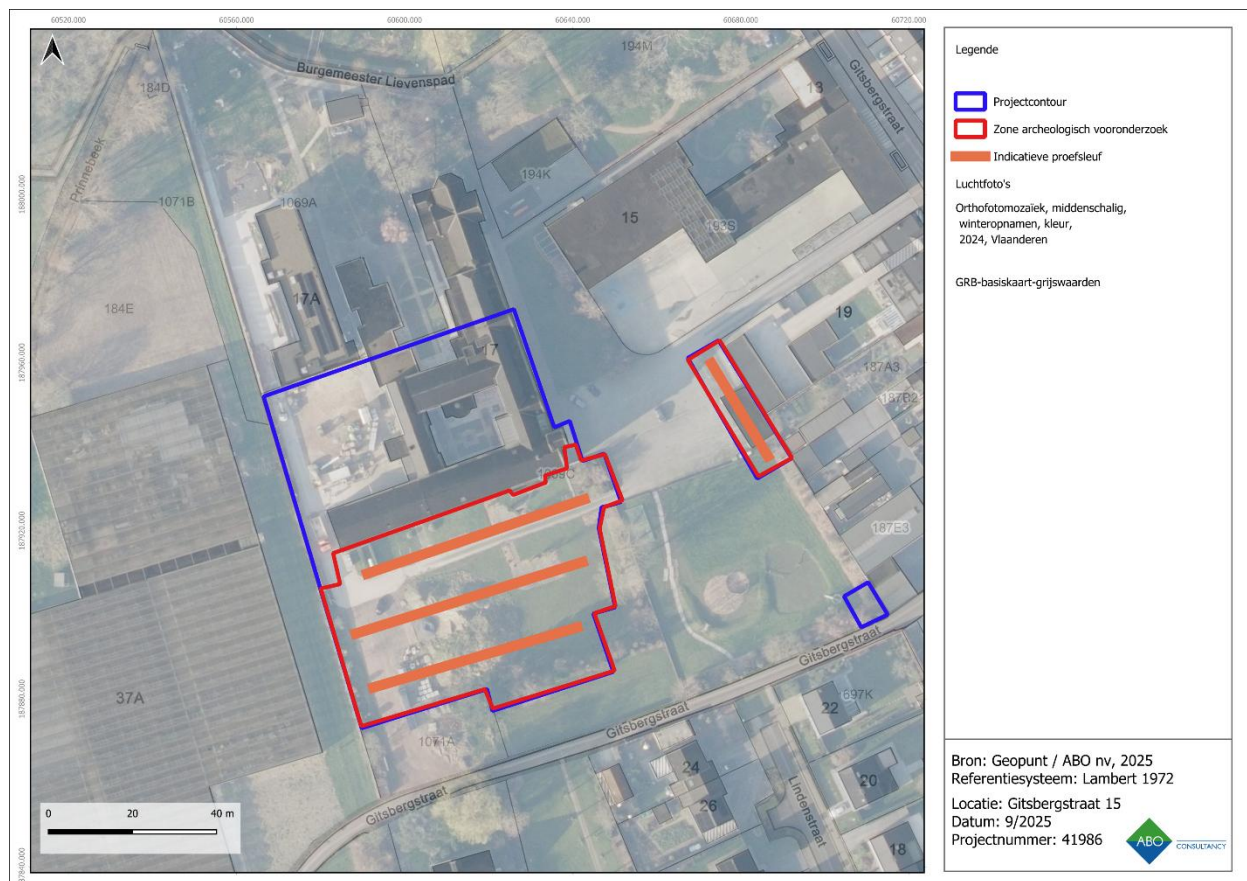 60520.000
60560.000
60600.000
60640.000
60680.000
60720.000
188000.000
187960.000
187920.000
187880.000
187840.000
194M
Burgemeester Lievenspad
184D
13
Gitsbergstraat
Prinnebeek
194K
1071B
1069A
15
193S
184E
17A
19
17
187A3
187B2
1069C
187E3
Gitsbergstraat
37A
697K
22
Gitsbergstraat
1071A
24
20
26
Lindenstraat
Gitsbergstraat
18
0
20
40 m
Legende
Projectcontour
Zone archeologisch vooronderzoek
Indicatieve proefsleuf
Luchtfoto's
Orthofotomozaïek, middenschalig,
winteropnamen, kleur,
2024, Vlaanderen
GRB-basiskaart-grijswaarden
Bron: Geopunt / ABO nv, 2025
Referentiesysteem: Lambert 1972
Locatie: Gitsbergstraat 15
Datum: 9/2025
Projectnummer: 41986
ABO
CONSULTANCY